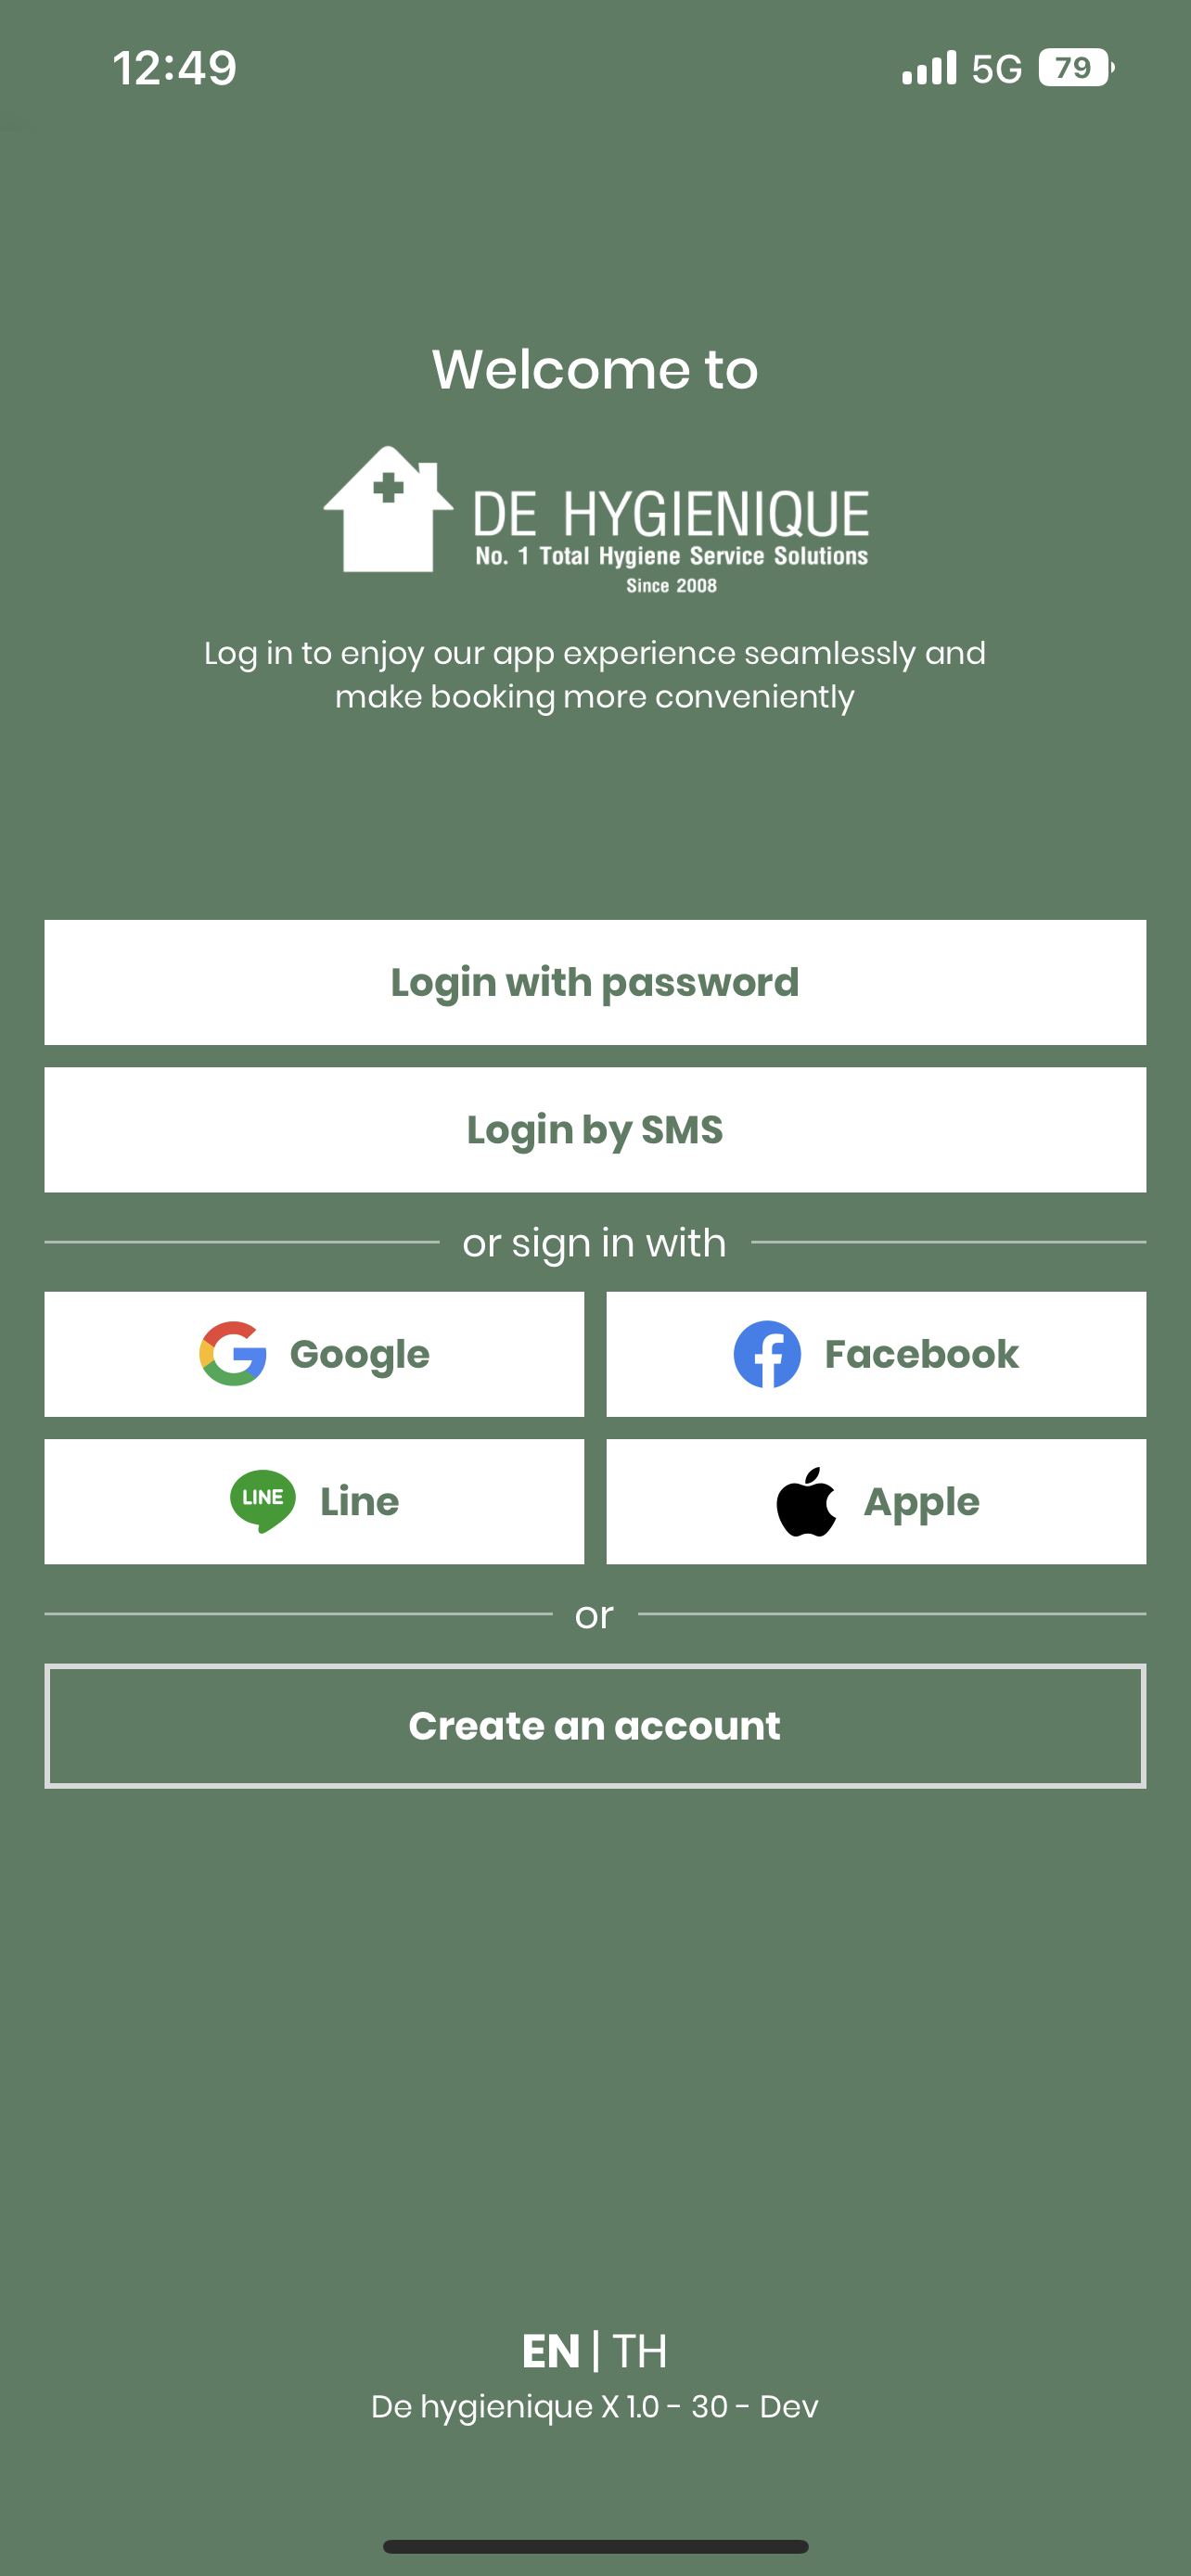 12:49
5G 79
Welcome to
DE HYGIENIQUE
No. 1 Total Hygiene Service Solutions
Since 2008
Log in to enjoy our app experience seamlessly and
make booking more conveniently
Login with password
Login by SMS
or sign in with
Google
Facebook
LINE Line
Apple
or
Create an account
EN | TH
De hygienique X 1.0 - 30 - Dev